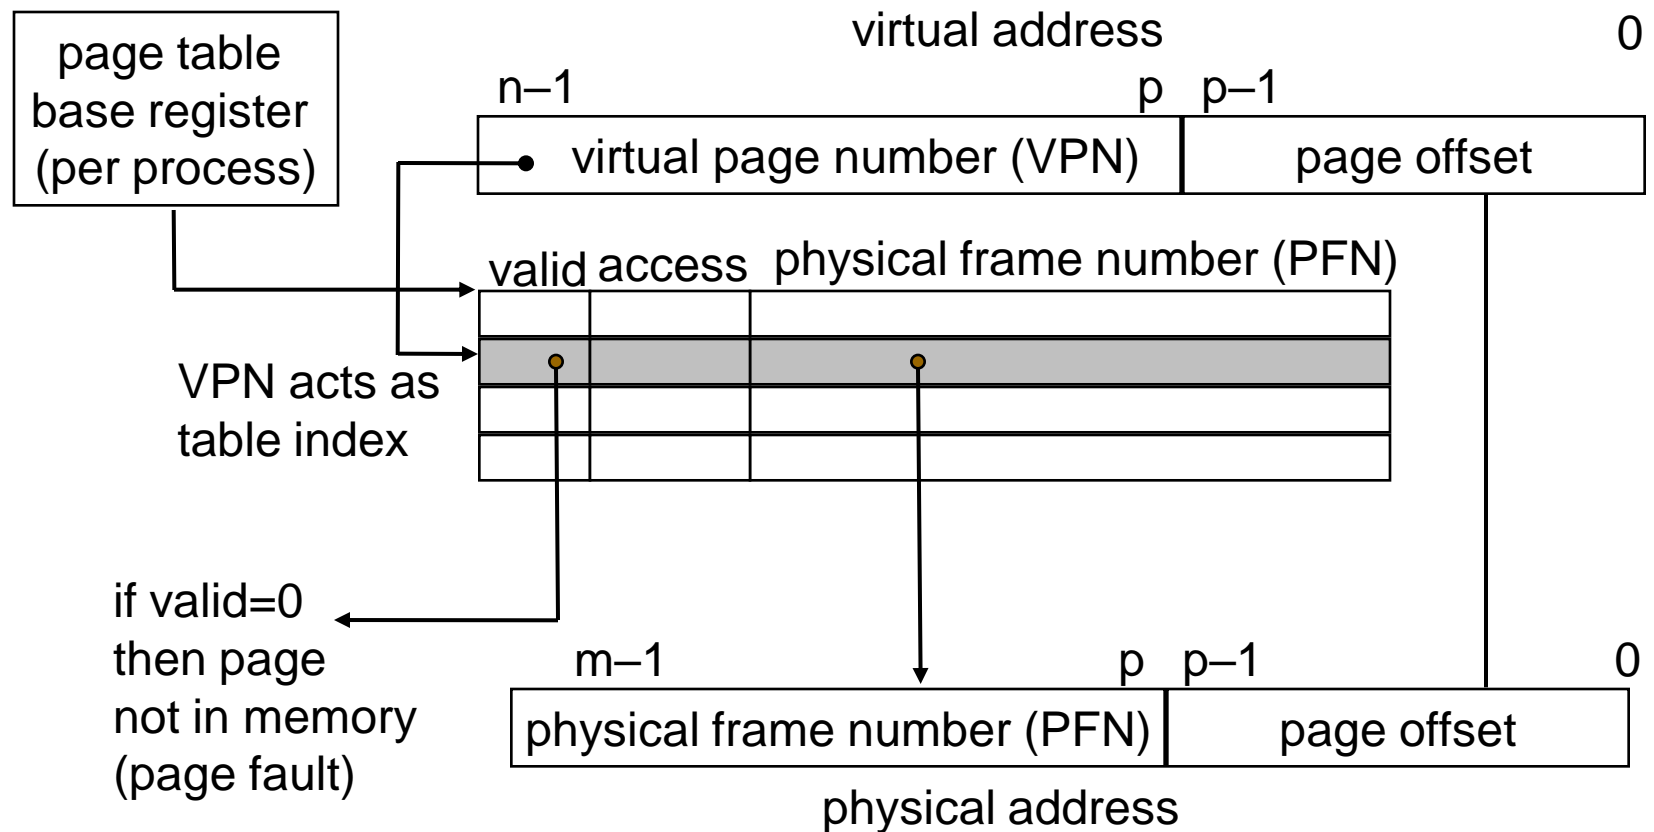 page table
base register
(per process)
virtual address
0
n–1
p
p–1
virtual page number (VPN)
page offset
valid
access
physical frame number (PFN)
VPN acts as
table index
if valid=0
then page
not in memory
(page fault)
m–1
p
p–1
0
physical frame number (PFN)
page offset
physical address